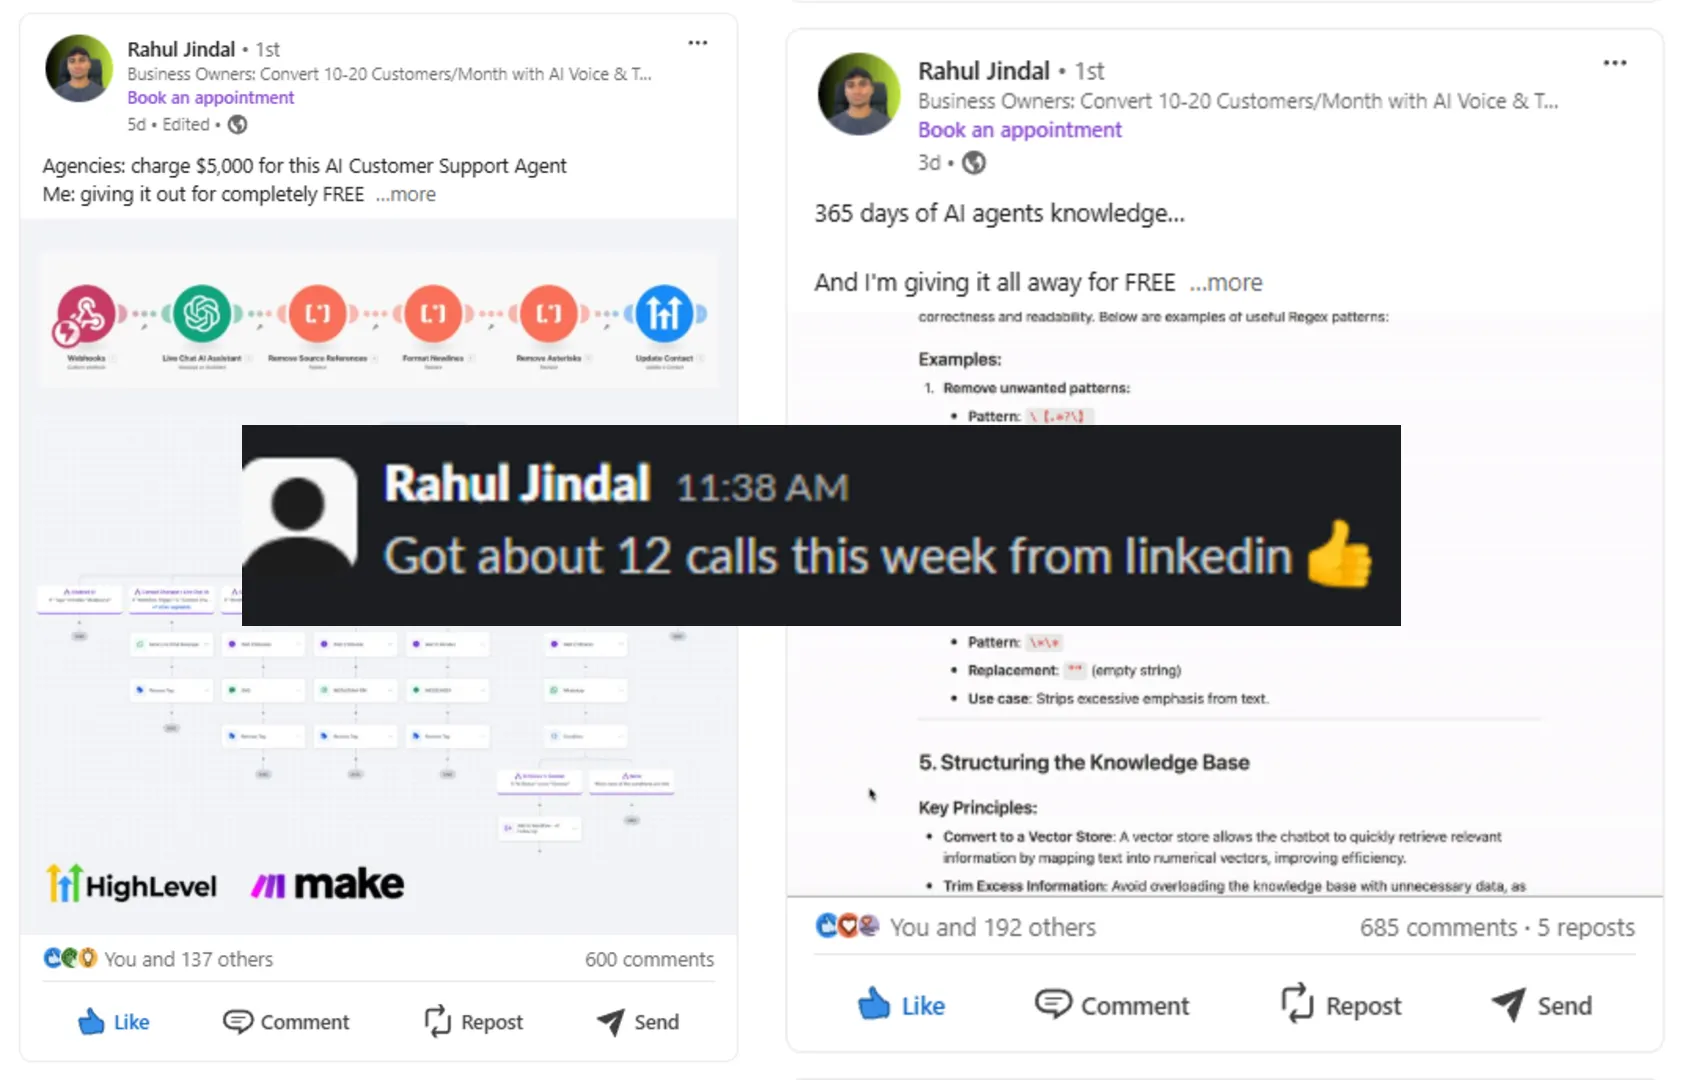 Rahul Jindal • 1st
Business Owners: Convert 10-20 Customers/Month with AI Voice & T...
Book an appointment
5d • Edited •
Agencies: charge $5,000 for this AI Customer Support Agent
Me: giving it out for completely FREE ...more
Webhooks
Live Chat AI Assistant
Remove Source References
Format Newlines
Remove Asterisks
Update Contact
HighLevel
make
You and 137 others
600 comments
Like
Comment
Repost
Send
Rahul Jindal 11:38 AM
Got about 12 calls this week from linkedin 👍
Rahul Jindal • 1st
Business Owners: Convert 10-20 Customers/Month with AI Voice & T...
Book an appointment
3d •
365 days of AI agents knowledge...
And I'm giving it all away for FREE ...more
correctness and readability. Below are examples of useful Regex patterns:
Examples:
1. Remove unwanted patterns:
• Pattern: \[.*?\]
• Pattern: \*\*
• Replacement: "" (empty string)
• Use case: Strips excessive emphasis from text.
5. Structuring the Knowledge Base
Key Principles:
• Convert to a Vector Store: A vector store allows the chatbot to quickly retrieve relevant
information by mapping text into numerical vectors, improving efficiency.
• Trim Excess Information: Avoid overloading the knowledge base with unnecessary data, as
You and 192 others
685 comments • 5 reposts
Like
Comment
Repost
Send